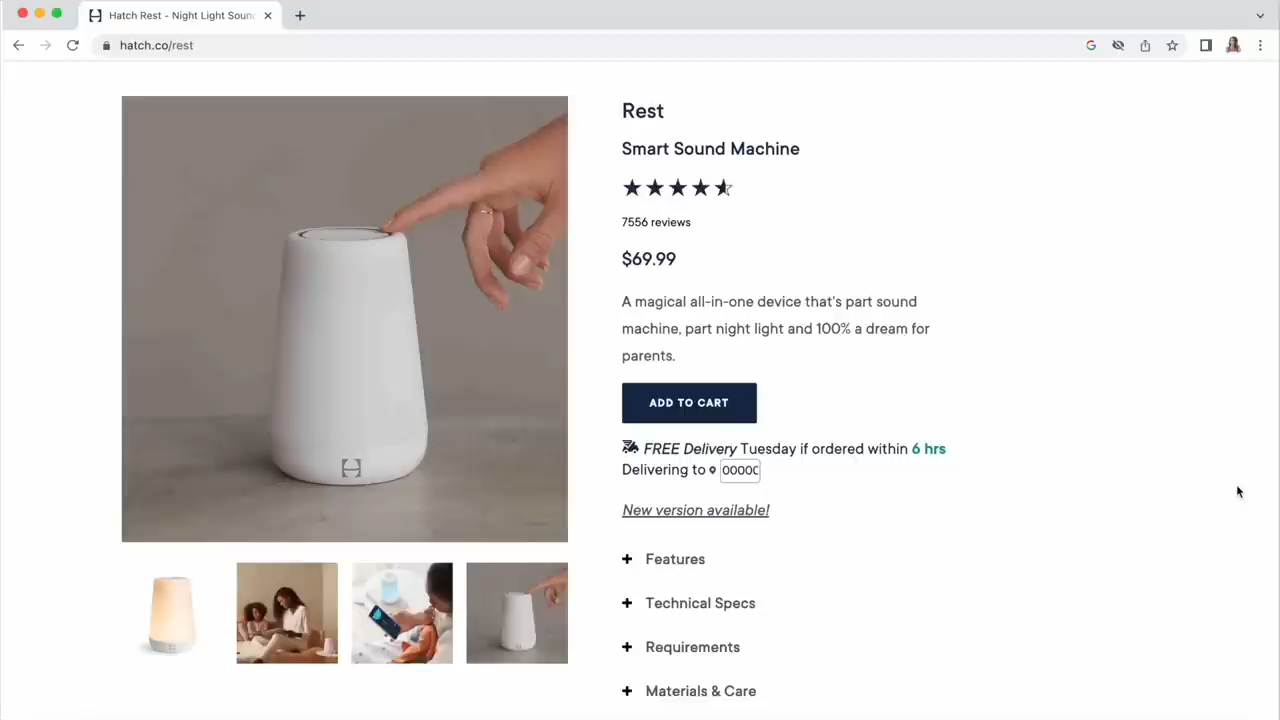 Hatch Rest - Night Light Soun
hatch.co/rest
Rest
Smart Sound Machine
7556 reviews
$69.99
A magical all-in-one device that's part sound
machine, part night light and 100% a dream for
parents.
ADD TO CART
FREE Delivery Tuesday if ordered within 6 hrs
Delivering to 0000
New version available!
Features
Technical Specs
Requirements
Materials & Care